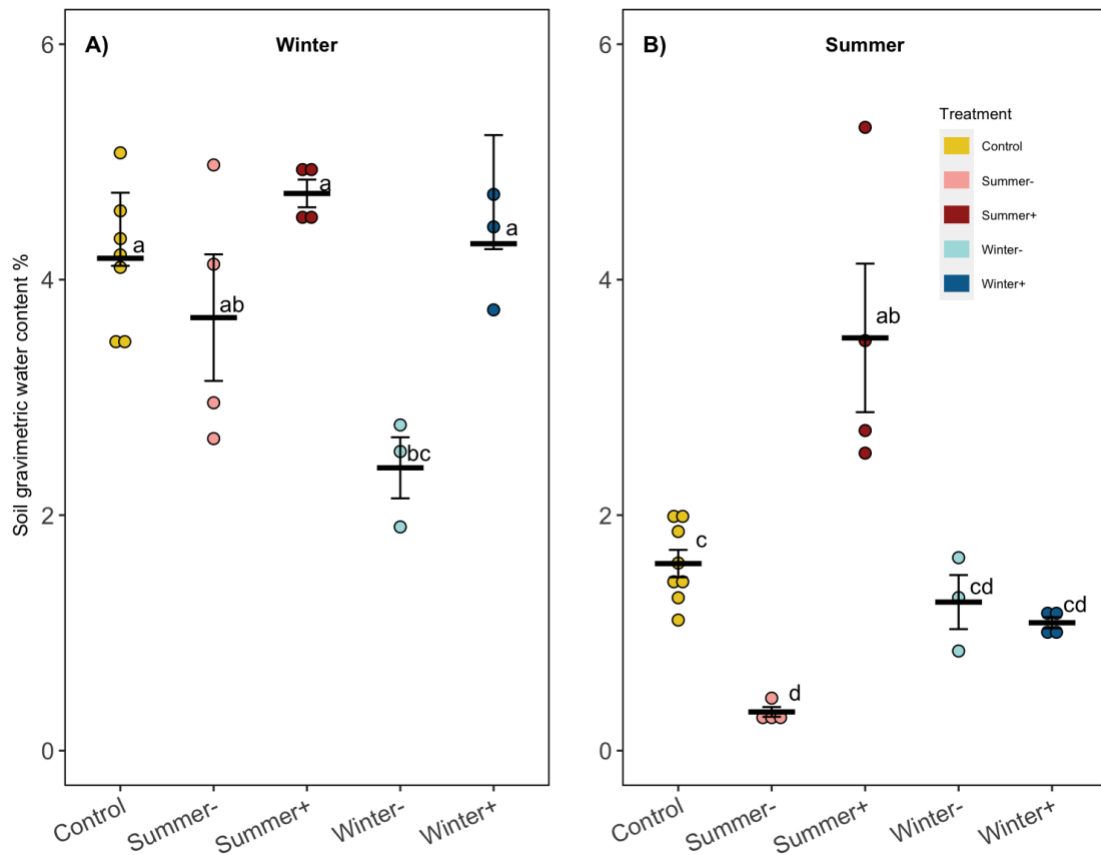 A) Winter
6
4
2
0
Soil gravimetric water content %
a
ab
a
bc
a
Control
Summer-
Summer+
Winter-
Winter+
B) Summer
6
4
2
0
Treatment
Control
Summer-
Summer+
Winter-
Winter+
c
d
ab
cd
cd
Control
Summer-
Summer+
Winter-
Winter+